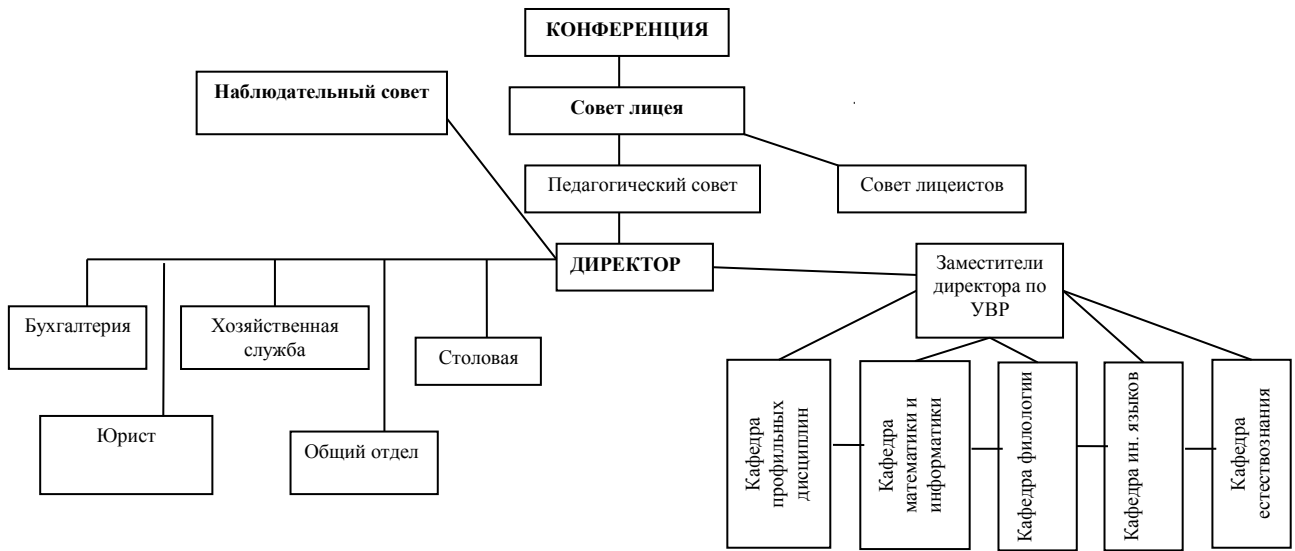 КОНФЕРЕНЦИЯ
Наблюдательный совет
Совет лицея
Педагогический совет
Совет лицеистов
ДИРЕКТОР
Заместители
директора по
УВР
Бухгалтерия
Хозяйственная
служба
Столовая
Юрист
Общий отдел
Кафедра
профильных
дисциплин
Кафедра
математики и
информатики
Кафедра филологии
Кафедра ин. языков
Кафедра
естествознания